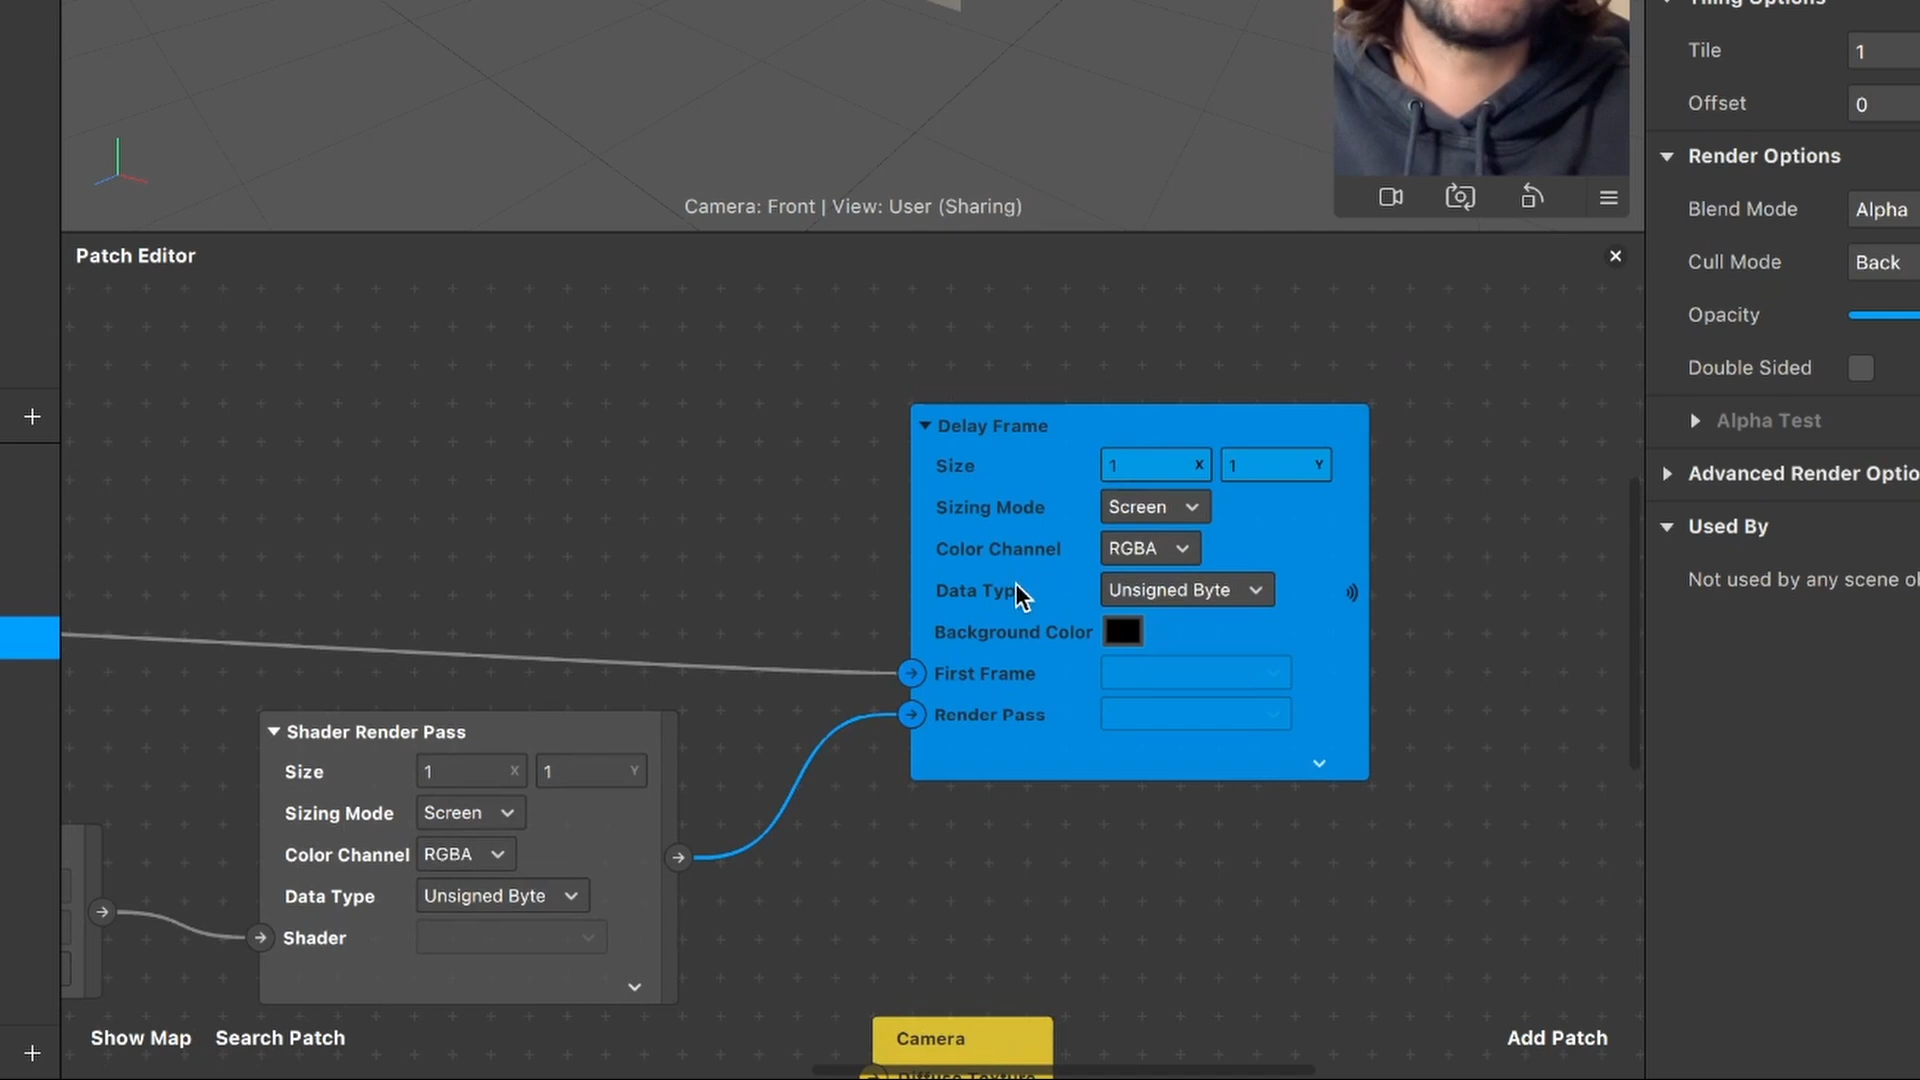 Tiling Options
Tile
1
Offset
0
Render Options
Blend Mode
Alpha
Cull Mode
Back
Opacity
Double Sided
Alpha Test
Advanced Render Optio
Used By
Not used by any scene o
Camera: Front | View: User (Sharing)
Patch Editor
Delay Frame
Size
1 X
1 Y
Sizing Mode
Screen
Color Channel
RGBA
Data Typ
Unsigned Byte
Background Color
First Frame
Render Pass
Shader Render Pass
Size
1 X
1 Y
Sizing Mode
Screen
Color Channel
RGBA
Data Type
Unsigned Byte
Shader
Camera
Diffuse Texture
Show Map
Search Patch
Add Patch